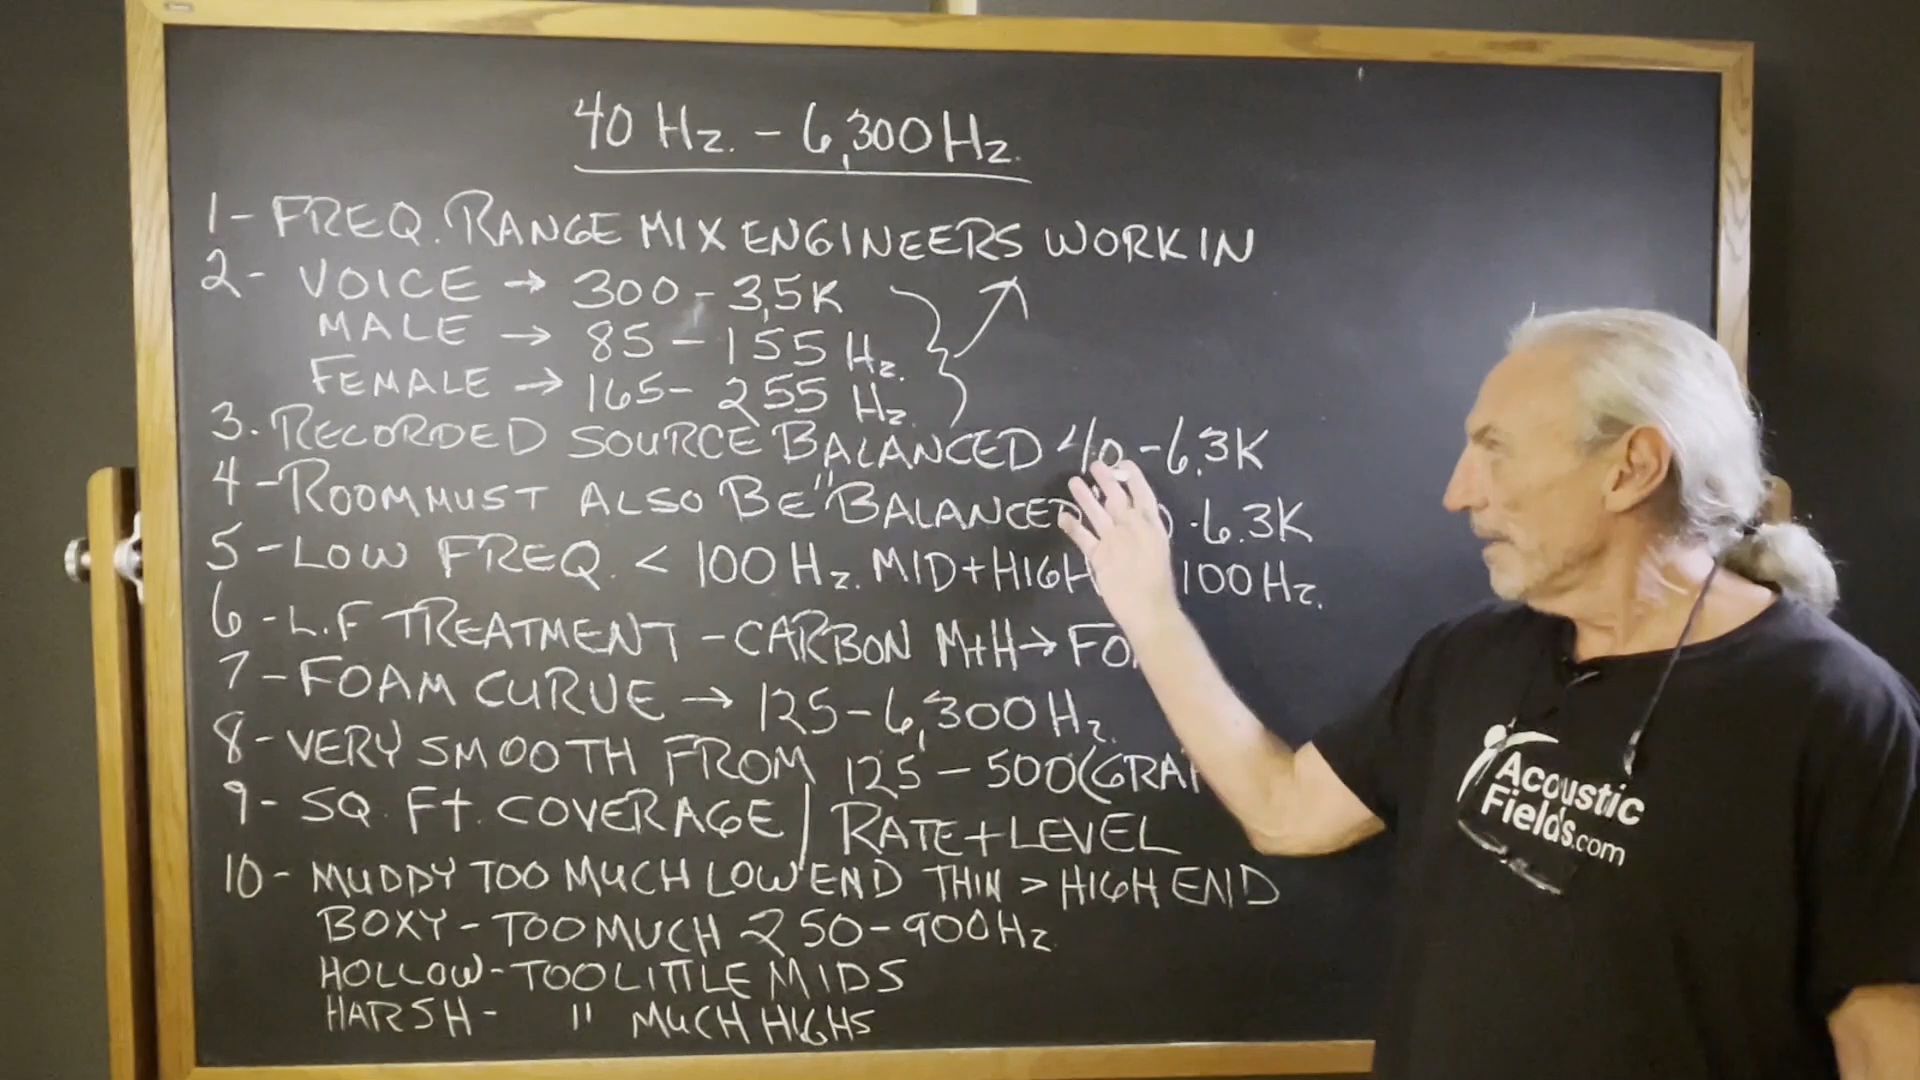 40 Hz. - 6,300 Hz.
1- FREQ. RANGE MIX ENGINEERS WORK IN
2- VOICE → 300 - 3,5K
MALE → 85 - 155 Hz.
FEMALE → 165 - 255 Hz.
3. RECORDED SOURCE BALANCED 40 - 6.3K
4 - ROOM MUST ALSO BE "BALANCED - 6.3K
5 - LOW FREQ. < 100 Hz. MID + HIGH 100 Hz.
6 - L.F TREATMENT - CARBON M+H →
7 - FOAM CURVE → 125 - 6,300 Hz.
8 - VERY SMOOTH FROM 125 - 500
9 - SQ. Ft. COVERAGE / RATE + LEVEL
10 - MUDDY TOO MUCH LOW END THIN > HIGH END
BOXY - TOO MUCH 250 - 900 Hz
HOLLOW - TOO LITTLE MIDS
HARSH - " MUCH HIGHS
Acoustic
Fields.com